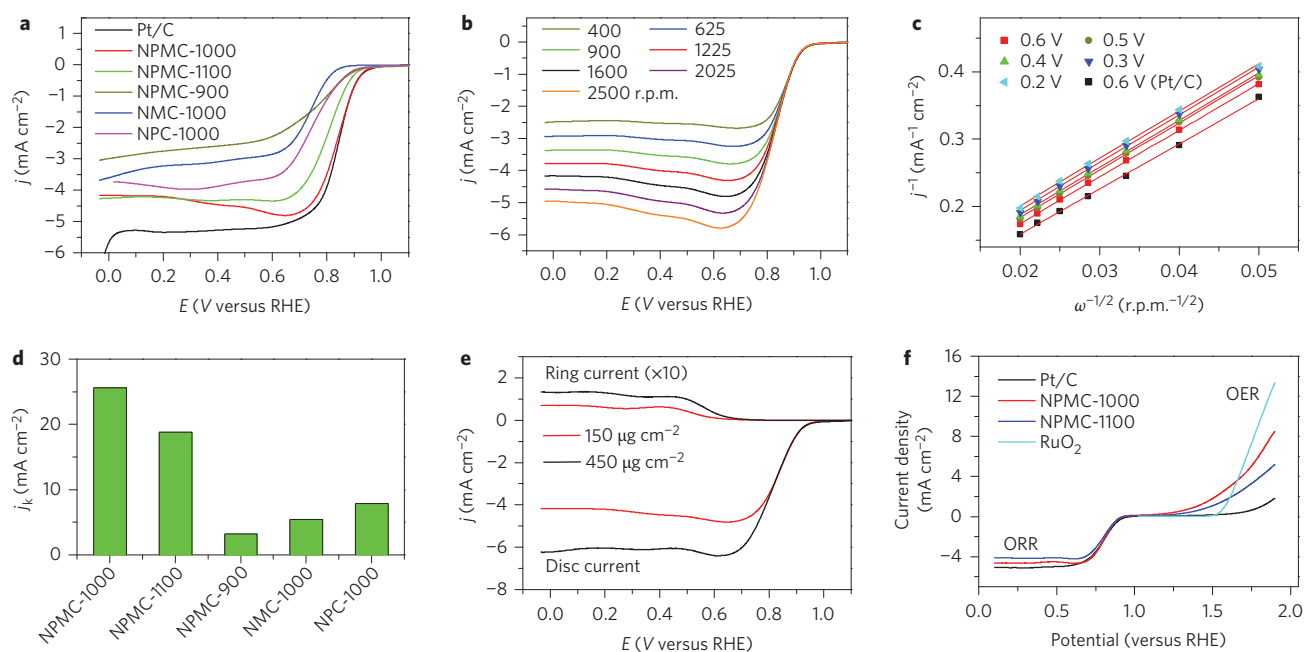 a
1
0
−1
−2
−3
−4
−5
−6
j (mA cm−2)
Pt/C
NPMC-1000
NPMC-1100
NPMC-900
NMC-1000
NPC-1000
0.0 0.2 0.4 0.6 0.8 1.0
E (V versus RHE)
b
1
0
−1
−2
−3
−4
−5
−6
j (mA cm−2)
400 625
900 1225
1600 2025
2500 r.p.m.
0.0 0.2 0.4 0.6 0.8 1.0
E (V versus RHE)
c
0.4
0.3
0.2
j−1 (mA−1 cm2)
0.6 V 0.5 V
0.4 V 0.3 V
0.2 V 0.6 V (Pt/C)
0.02 0.03 0.04 0.05
ω−1/2 (r.p.m.−1/2)
d
30
20
10
0
jk (mA cm−2)
NPMC-1000
NPMC-1100
NPMC-900
NMC-1000
NPC-1000
e
2
0
−2
−4
−6
−8
j (mA cm−2)
Ring current (×10)
150 μg cm−2
450 μg cm−2
Disc current
0.0 0.2 0.4 0.6 0.8 1.0
E (V versus RHE)
f
16
12
8
4
0
−4
Current density
(mA cm−2)
Pt/C
NPMC-1000
NPMC-1100
RuO2
OER
ORR
0.0 0.5 1.0 1.5 2.0
Potential (versus RHE)